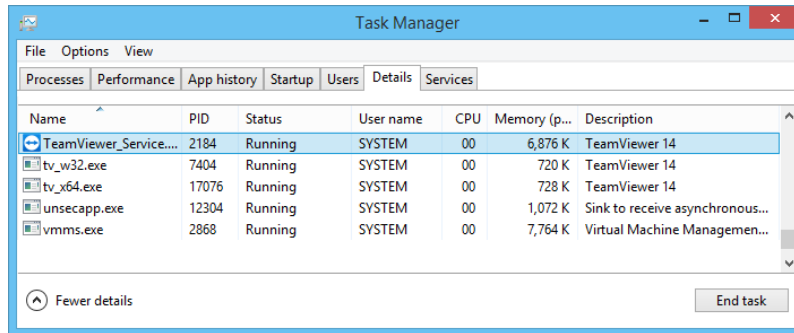 Task Manager
File Options View
Processes Performance App history Startup Users Details Services
Name PID Status User name CPU Memory (p... Description
TeamViewer_Service.... 2184 Running SYSTEM 00 6,876 K TeamViewer 14
tv_w32.exe 7404 Running SYSTEM 00 720 K TeamViewer 14
tv_x64.exe 17076 Running SYSTEM 00 728 K TeamViewer 14
unsecapp.exe 12304 Running SYSTEM 00 1,072 K Sink to receive asynchronous...
vmms.exe 2868 Running SYSTEM 00 7,764 K Virtual Machine Managemen...
Fewer details End task